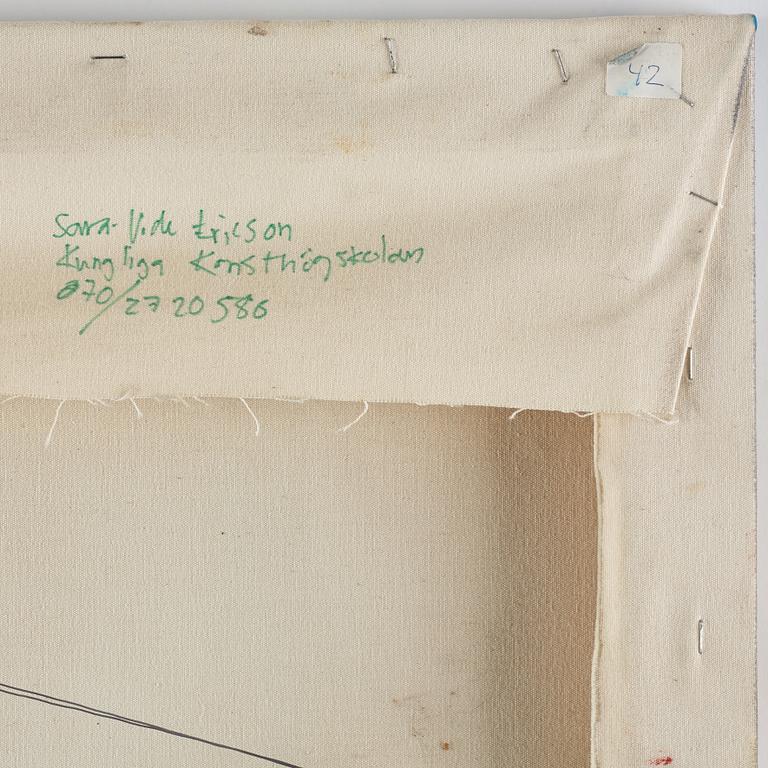 42
Sara-Vide Ericson
Kungliga Konsthögskolan
070/27 20 586